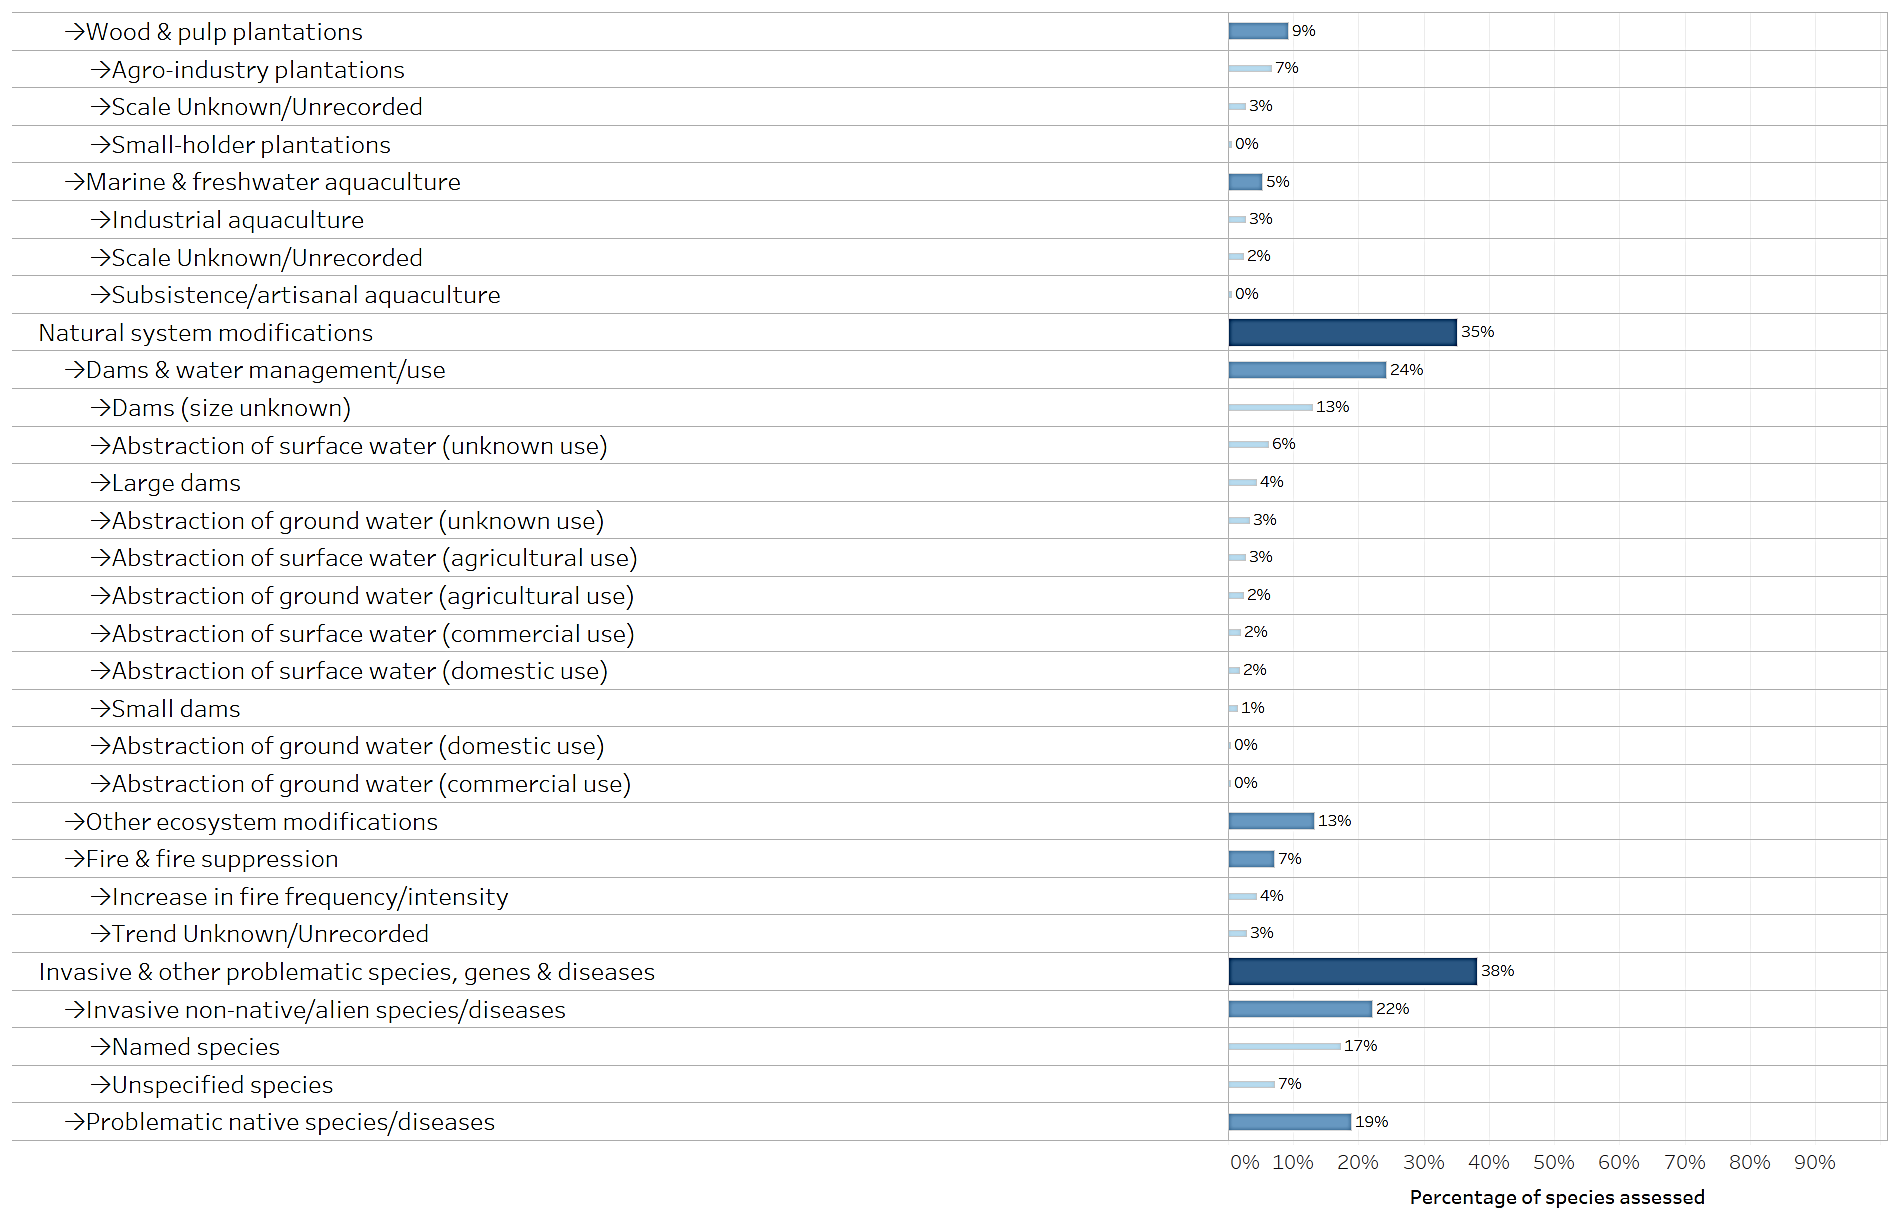 →Wood & pulp plantations 9%
→Agro-industry plantations 7%
→Scale Unknown/Unrecorded 3%
→Small-holder plantations 0%
→Marine & freshwater aquaculture 5%
→Industrial aquaculture 3%
→Scale Unknown/Unrecorded 2%
→Subsistence/artisanal aquaculture 0%
Natural system modifications 35%
→Dams & water management/use 24%
→Dams (size unknown) 13%
→Abstraction of surface water (unknown use) 6%
→Large dams 4%
→Abstraction of ground water (unknown use) 3%
→Abstraction of surface water (agricultural use) 3%
→Abstraction of ground water (agricultural use) 2%
→Abstraction of surface water (commercial use) 2%
→Abstraction of surface water (domestic use) 2%
→Small dams 1%
→Abstraction of ground water (domestic use) 0%
→Abstraction of ground water (commercial use) 0%
→Other ecosystem modifications 13%
→Fire & fire suppression 7%
→Increase in fire frequency/intensity 4%
→Trend Unknown/Unrecorded 3%
Invasive & other problematic species, genes & diseases 38%
→Invasive non-native/alien species/diseases 22%
→Named species 17%
→Unspecified species 7%
→Problematic native species/diseases 19%
0% 10% 20% 30% 40% 50% 60% 70% 80% 90%
Percentage of species assessed